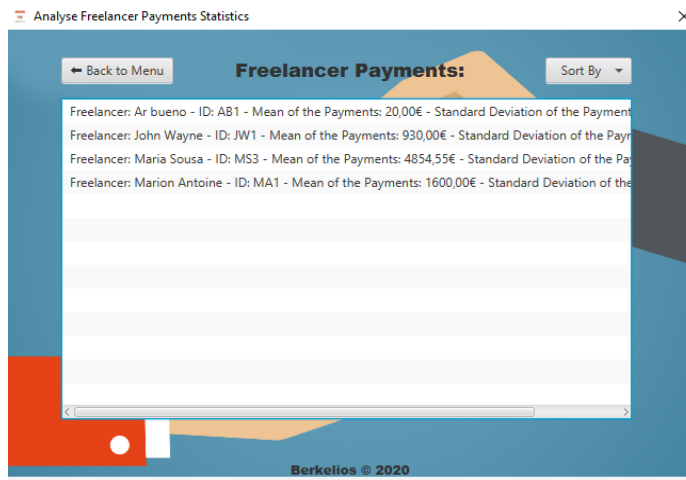 Analyse Freelancer Payments Statistics
Back to Menu
Freelancer Payments:
Sort By
Freelancer: Ar bueno - ID: AB1 - Mean of the Payments: 20,00€ - Standard Deviation of the Payment
Freelancer: John Wayne - ID: JW1 - Mean of the Payments: 930,00€ - Standard Deviation of the
Freelancer: Maria Sousa - ID: MS3 - Mean of the Payments: 4854,55€ - Standard Deviation of the
Freelancer: Marion Antoine - ID: MA1 - Mean of the Payments: 1600,00€ - Standard Deviation of the
Berkelios © 2020